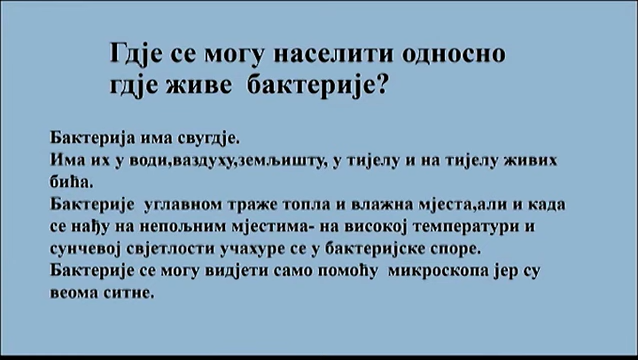 Гдје се могу населити односно
гдје живе бактерије?
Бактерија има свугдје.
Има их у води,ваздуху,земљишту, у тијелу и на тијелу живих
бића.
Бактерије углавном траже топла и влажна мјеста,али и када
се нађу на непољним мјестима- на високој температури и
сунчевој свјетлости учахуре се у бактеријске споре.
Бактерије се могу видјети само помоћу микроскопа јер су
веома ситне.